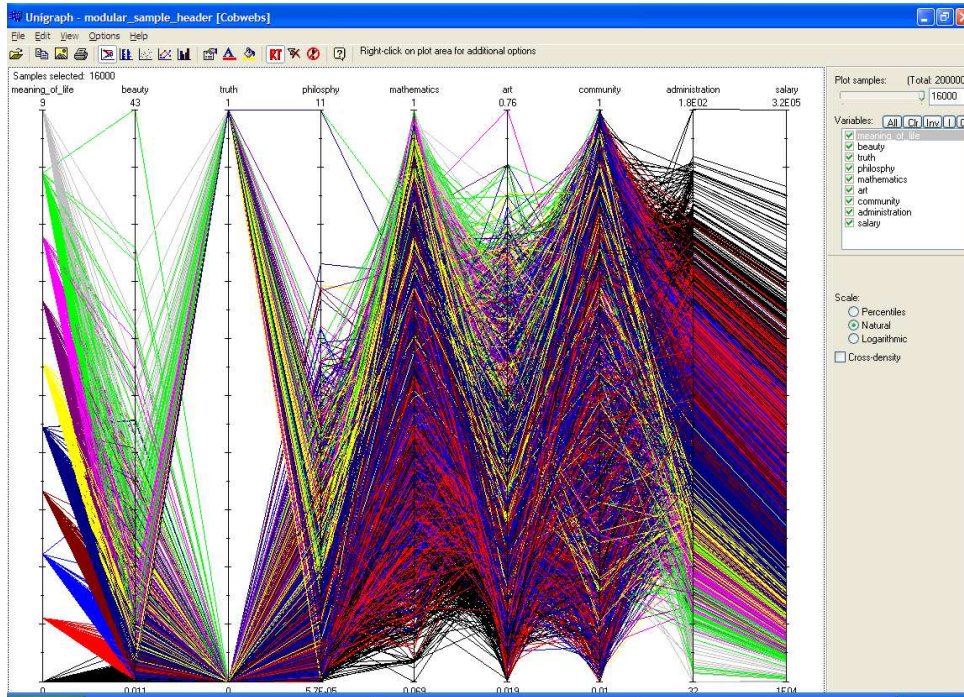 Unigraph - modular_sample_header [Cobwebs]
File Edit View Options Help
RT Right-click on plot area for additional options
Samples selected: 16000
meaning_of_life beauty truth philosphy mathematics art community administration salary
9 43 1 11 1 0.76 1 1.8E02 3.2E05
0 0.011 0 5.7E-05 0.069 0.019 0.01 32 1E04
Plot samples: (Total: 200000
16000
Variables: All Clr Inv I
meaning_of_life
beauty
truth
philosphy
mathematics
art
community
administration
salary
Scale:
Percentiles
Natural
Logarithmic
Cross-density